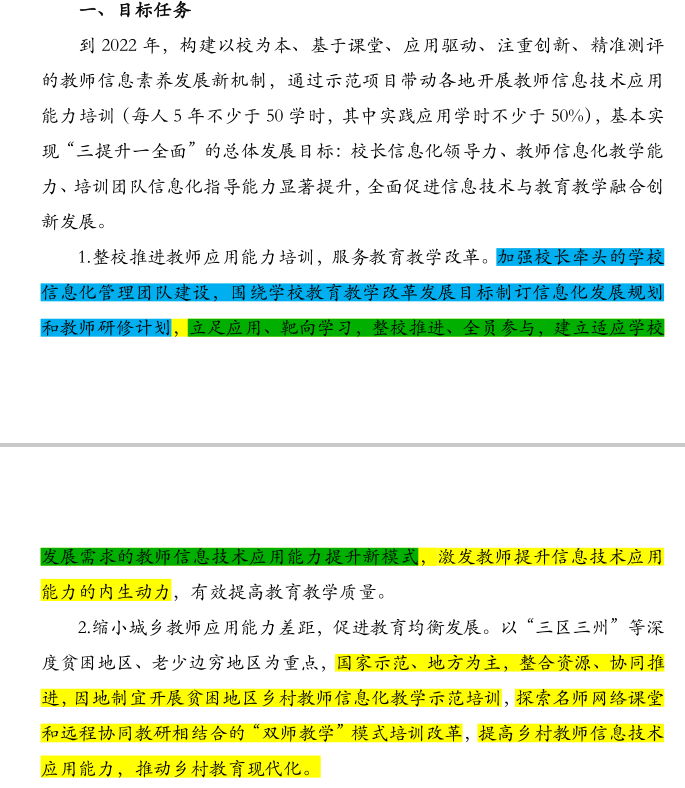 一、目标任务
到 2022 年，构建以校为本、基于课堂、应用驱动、注重创新、精准测评
的教师信息素养发展新机制，通过示范项目带动各地开展教师信息技术应用
能力培训（每人 5 年不少于 50 学时，其中实践应用学时不少于 50%），基本实
现“三提升一全面”的总体发展目标：校长信息化领导力、教师信息化教学能
力、培训团队信息化指导能力显著提升，全面促进信息技术与教育教学融合创
新发展。
1.整校推进教师应用能力培训，服务教育教学改革。加强校长牵头的学校
信息化管理团队建设，围绕学校教育教学改革发展目标制订信息化发展规划
和教师研修计划，立足应用、靶向学习，整校推进、全员参与，建立适应学校
发展需求的教师信息技术应用能力提升新模式，激发教师提升信息技术应用
能力的内生动力，有效提高教育教学质量。
2.缩小城乡教师应用能力差距，促进教育均衡发展。以“三区三州”等深
度贫困地区、老少边穷地区为重点，国家示范、地方为主，整合资源、协同推
进，因地制宜开展贫困地区乡村教师信息化教学示范培训，探索名师网络课堂
和远程协同教研相结合的“双师教学”模式培训改革，提高乡村教师信息技术
应用能力，推动乡村教育现代化。